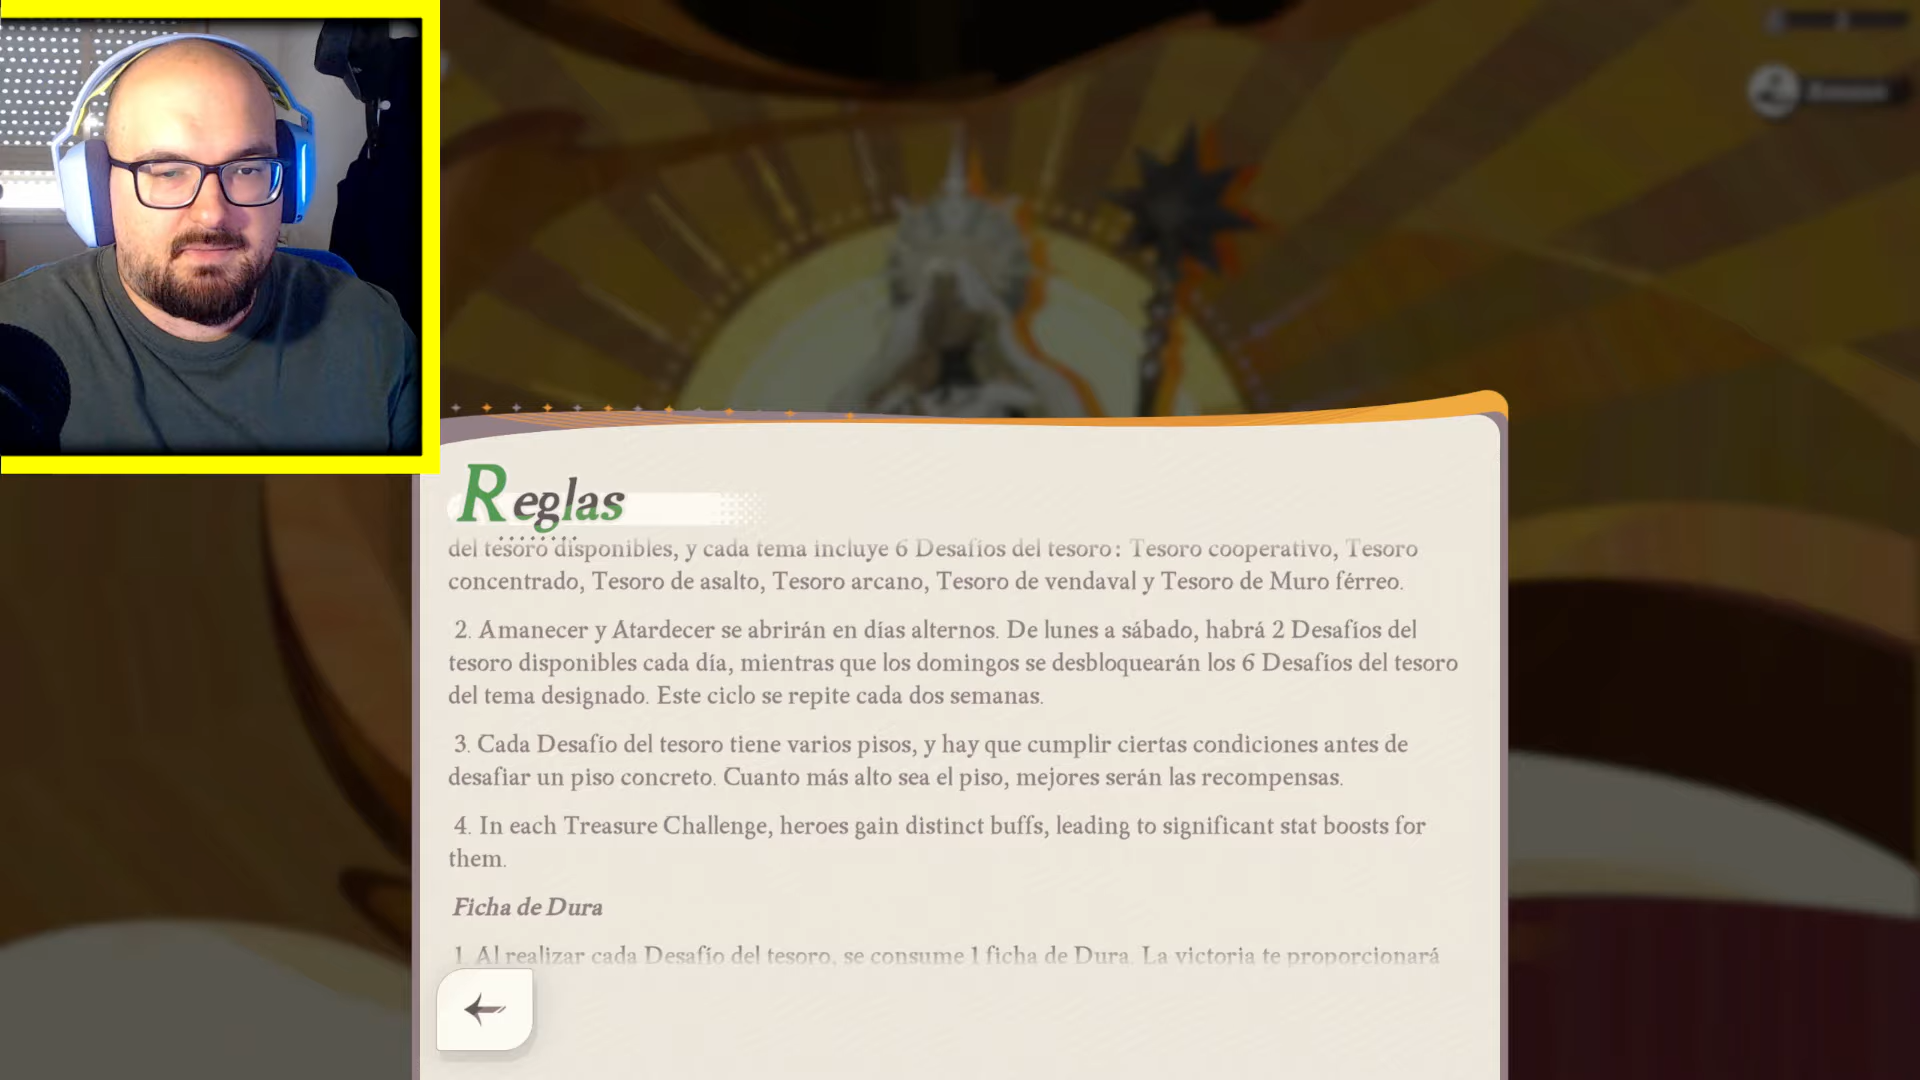 Reglas
del tesoro disponibles, y cada tema incluye 6 Desafíos del tesoro: Tesoro cooperativo, Tesoro
concentrado, Tesoro de asalto, Tesoro arcano, Tesoro de vendaval y Tesoro de Muro férreo.
2. Amanecer y Atardecer se abrirán en días alternos. De lunes a sábado, habrá 2 Desafíos del
tesoro disponibles cada día, mientras que los domingos se desbloquearán los 6 Desafíos del tesoro
del tema designado. Este ciclo se repite cada dos semanas.
3. Cada Desafío del tesoro tiene varios pisos, y hay que cumplir ciertas condiciones antes de
desafiar un piso concreto. Cuanto más alto sea el piso, mejores serán las recompensas.
4. In each Treasure Challenge, heroes gain distinct buffs, leading to significant stat boosts for
them.
Ficha de Dura
1. Al realizar cada Desafío del tesoro, se consume 1 ficha de Dura. La victoria te proporcionará